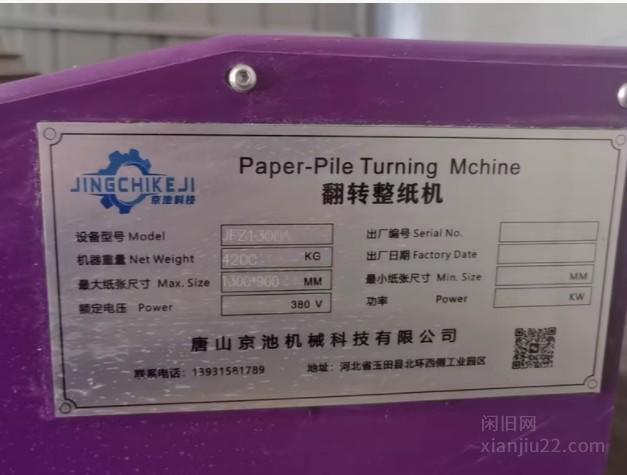 JINGCHIKEJI
京池科技
Paper-Pile Turning Mchine
翻转整纸机
设备型号 Model JFZ1300A 出厂编号 Serial No.
机器重量 Net Weight 4200 KG 出厂日期 Factory Date
最大纸张尺寸 Max. Size 1300*900 MM 最小纸张尺寸 Min. Size MM
额定电压 Power 380 V 功率 Power KW
唐山京池机械科技有限公司
联系电话：13931581789 地址：河北省玉田县北环西侧工业园区
闲旧网
xianjiu22.com